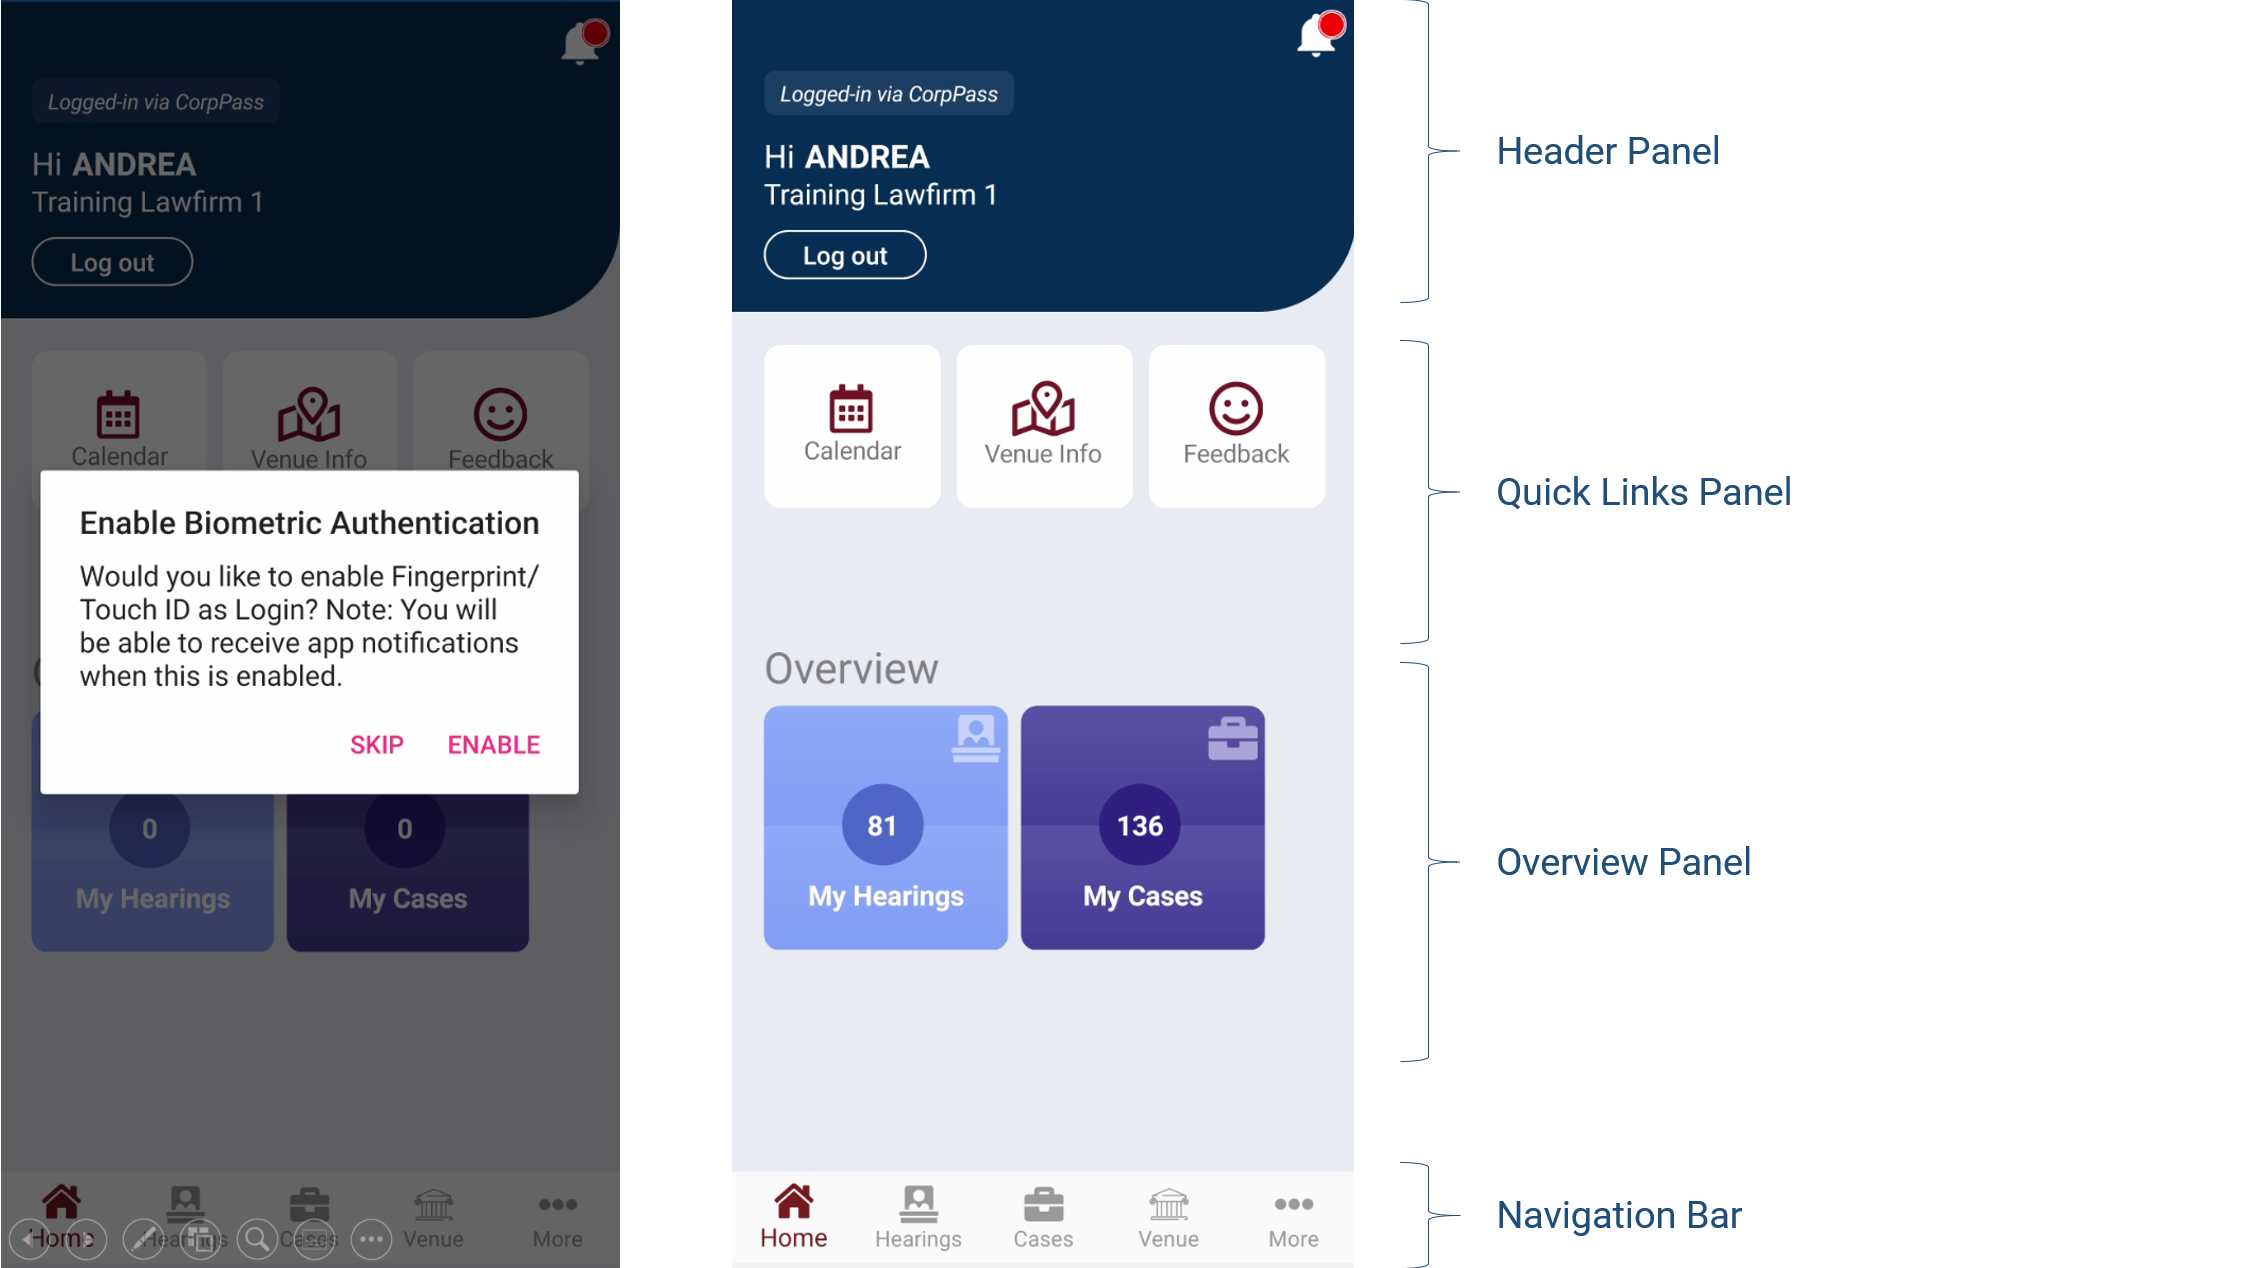 Logged-in via CorpPass
Hi ANDREA
Training Lawfirm 1
Log out
Calendar
Venue Info
Feedback
Enable Biometric Authentication
Would you like to enable Fingerprint/
Touch ID as Login? Note: You will
be able to receive app notifications
when this is enabled.
SKIP
ENABLE
0
0
My Hearings
My Cases
Home
Hearings
Cases
Venue
More
Logged-in via CorpPass
Hi ANDREA
Training Lawfirm 1
Log out
Calendar
Venue Info
Feedback
Overview
81
136
My Hearings
My Cases
Home
Hearings
Cases
Venue
More
Header Panel
Quick Links Panel
Overview Panel
Navigation Bar